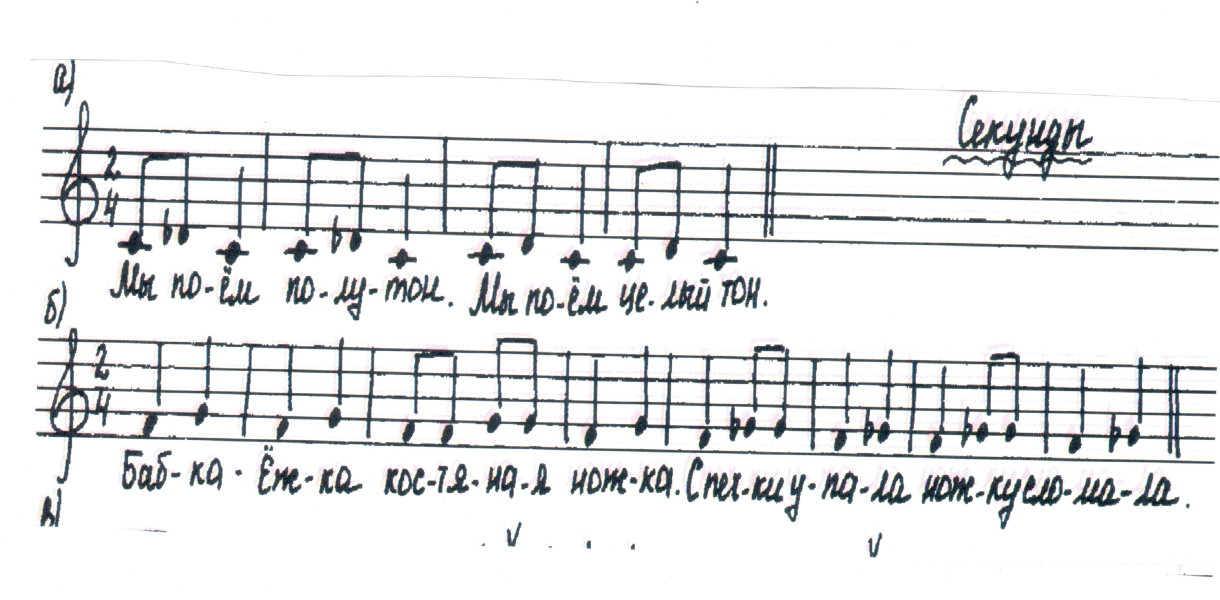 а)
Секунды
2
4
Мы по-ём по-лу-тон. Мы по-ём це-лый тон.
б)
2
4
Баб-ка-Ёж-ка кос-тя-на-я нож-ка. С печ-ки у-па-ла нож-ку сло-ма-ла.
в)